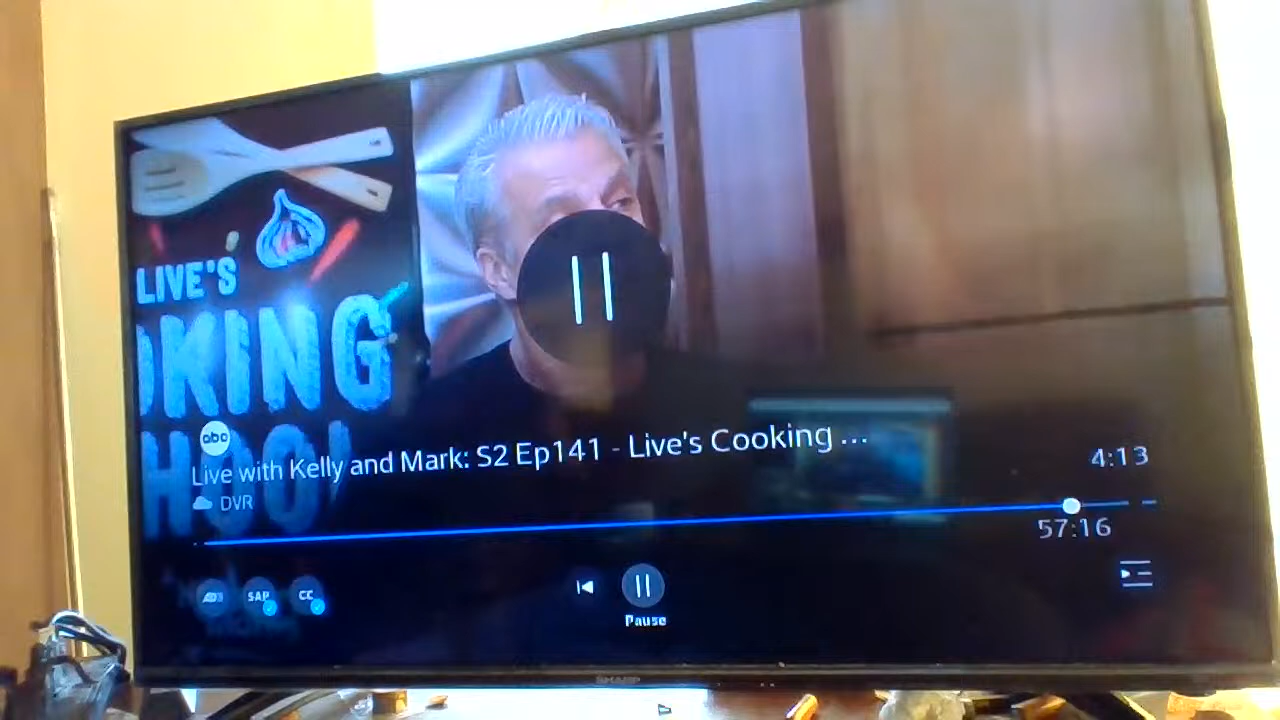 LIVE'S
OKING
HOO
abc
Live with Kelly and Mark: S2 Ep141 - Live's Cooking ...
4:13
DVR
57:16
SAP
CC
Pause
SHARP